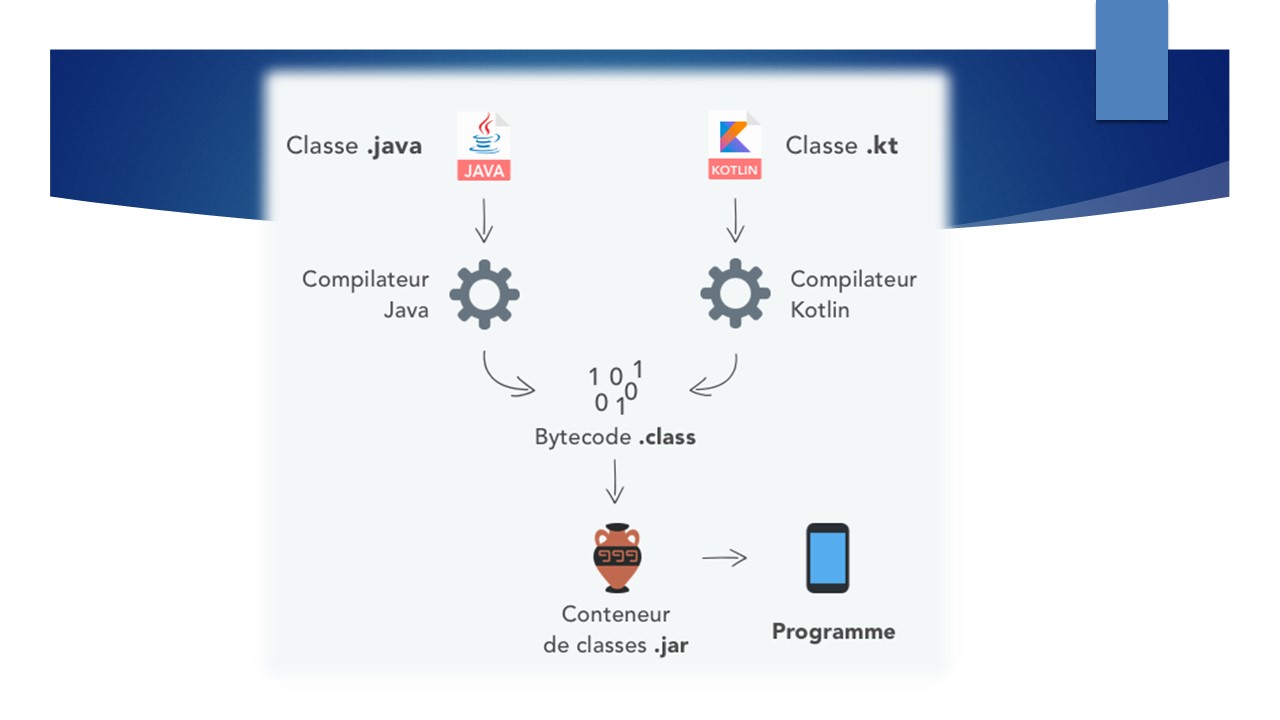 Classe .java
JAVA
KOTLIN
Classe .kt
Compilateur
Java
Compilateur
Kotlin
1 0 1
0
0 1
Bytecode .class
Conteneur
de classes .jar
Programme